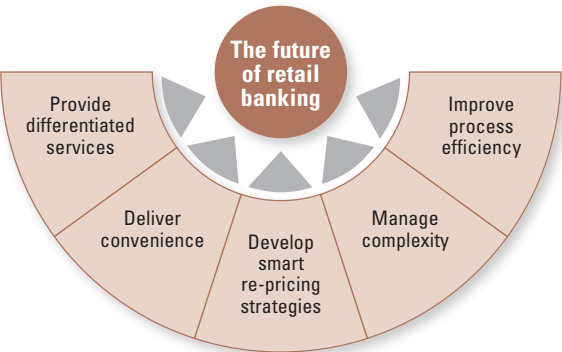 The future
of retail
banking
Provide
differentiated
services
Deliver
convenience
Develop
smart
re-pricing
strategies
Manage
complexity
Improve
process
efficiency